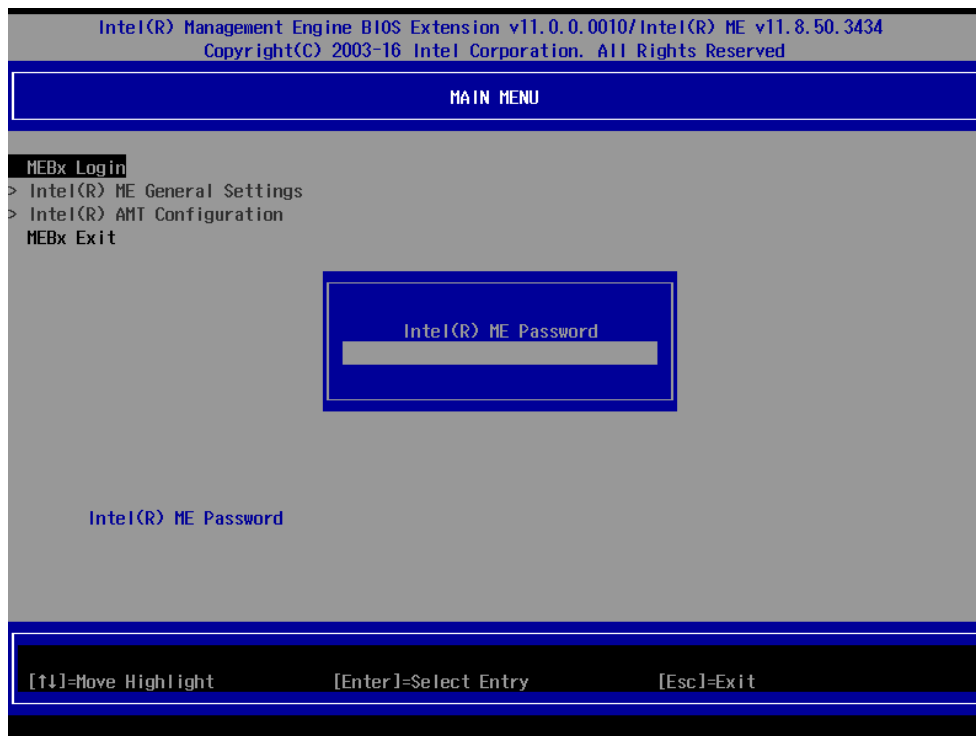 Intel(R) Management Engine BIOS Extension v11.0.0.0010/Intel(R) ME v11.8.50.3434
Copyright(C) 2003-16 Intel Corporation. All Rights Reserved
MAIN MENU
MEBx Login
> Intel(R) ME General Settings
> Intel(R) AMT Configuration
MEBx Exit
Intel(R) ME Password
Intel(R) ME Password
[↑↓]=Move Highlight [Enter]=Select Entry [Esc]=Exit